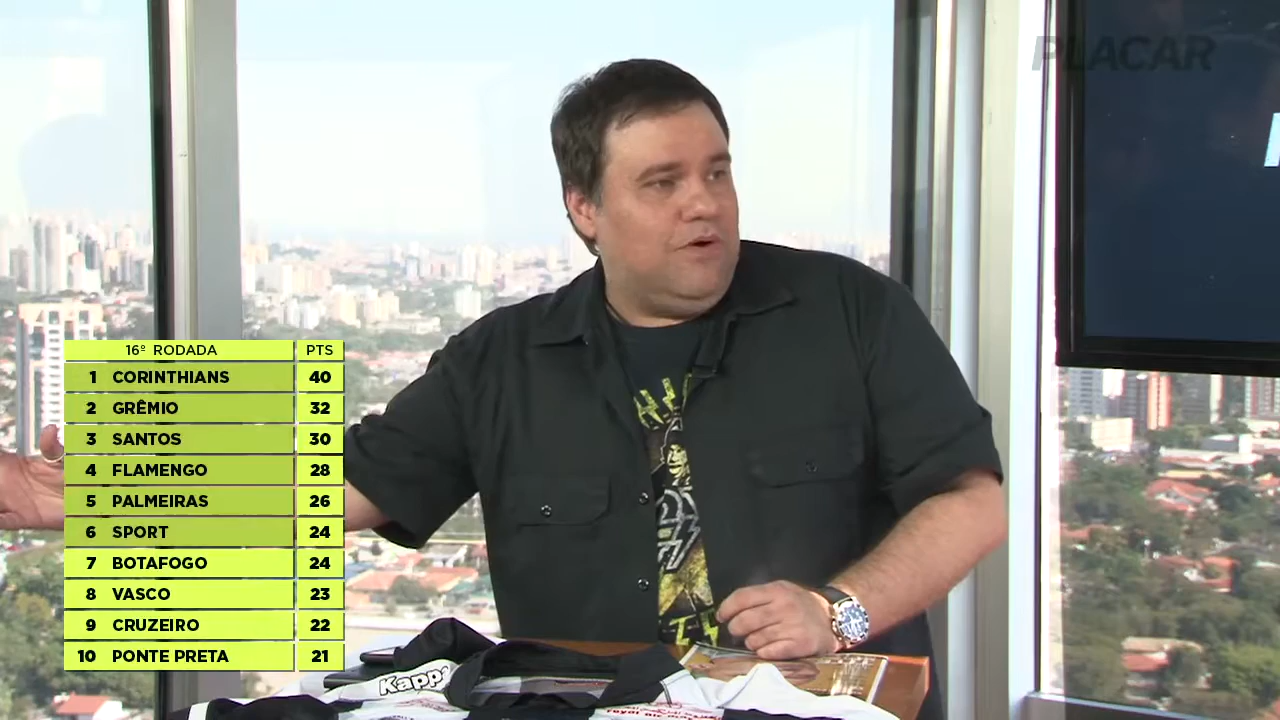 PLACAR
16ª RODADA PTS
1 CORINTHIANS 40
2 GRÊMIO 32
3 SANTOS 30
4 FLAMENGO 28
5 PALMEIRAS 26
6 SPORT 24
7 BOTAFOGO 24
8 VASCO 23
9 CRUZEIRO 22
10 PONTE PRETA 21
Kappa